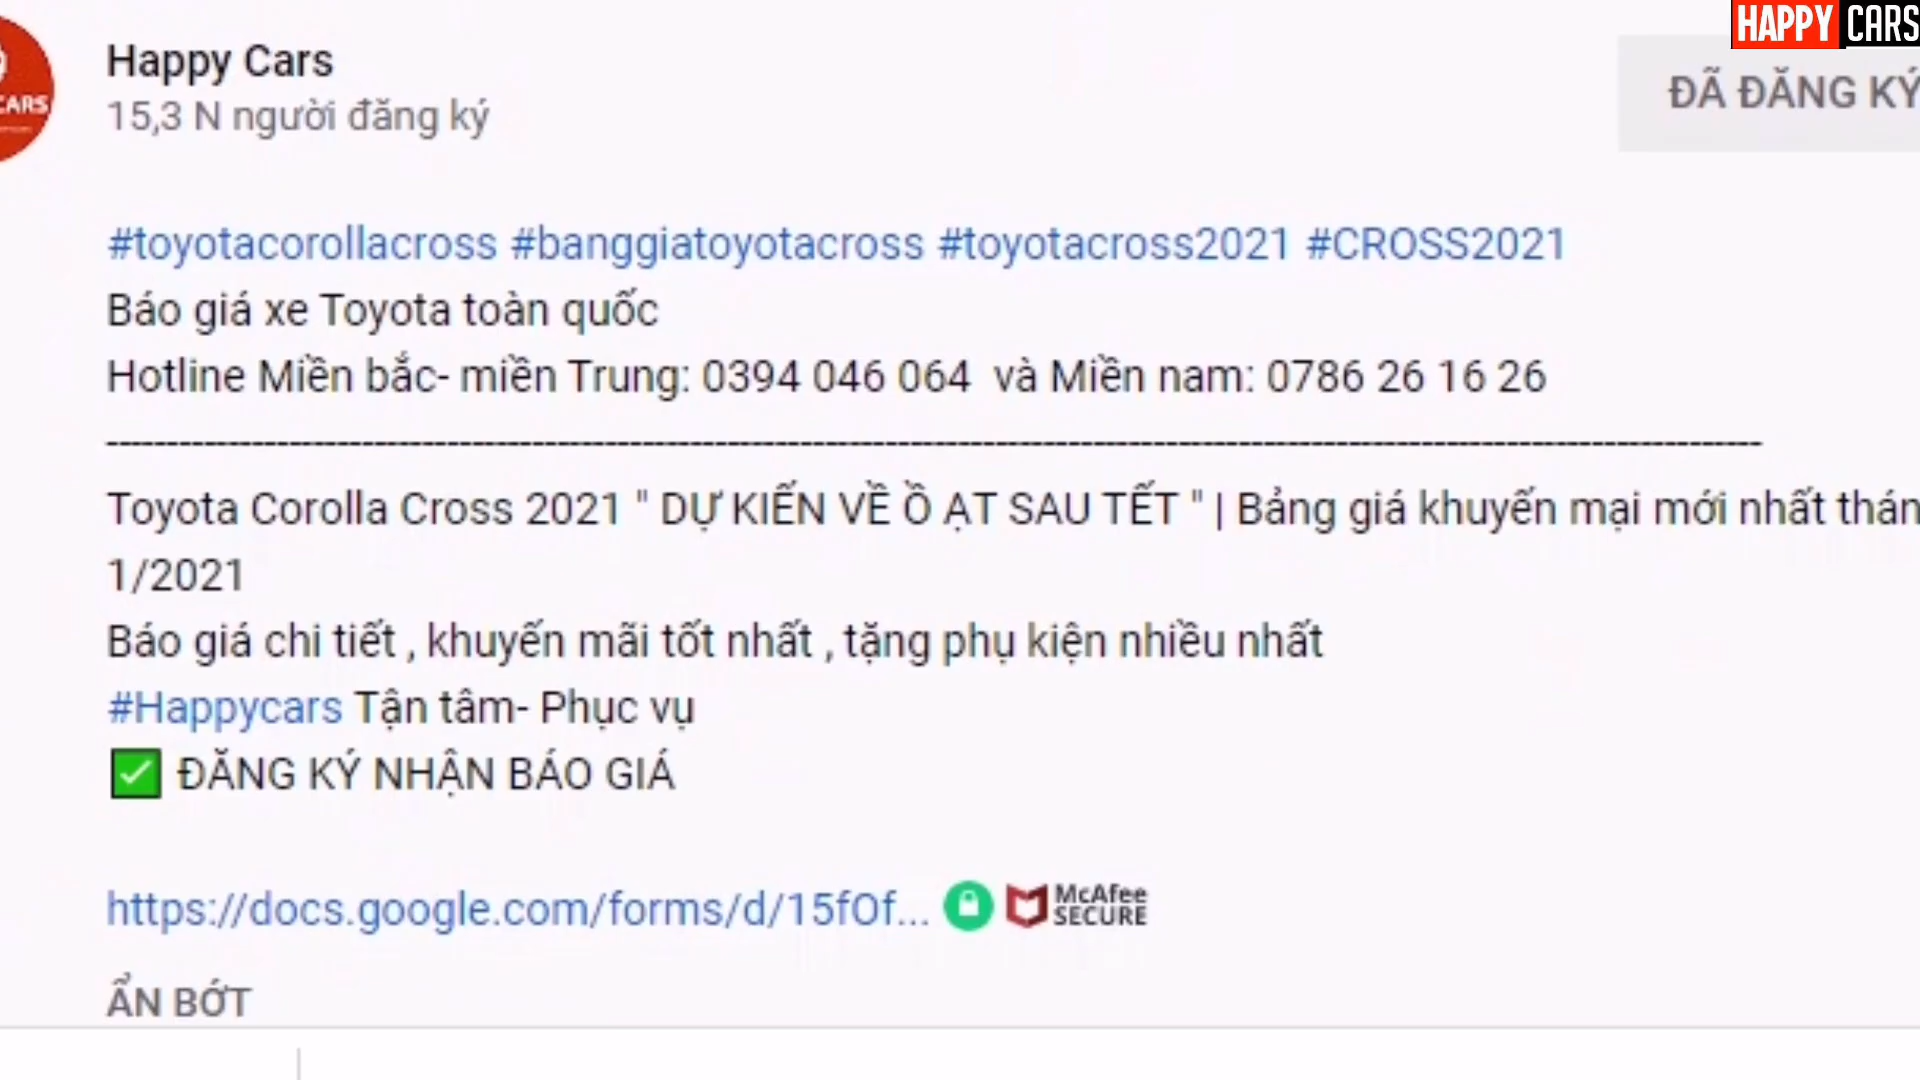 HAPPY CARS
Happy Cars
CARS
15,3 N người đăng ký
ĐÃ ĐĂNG KÝ
#toyotacorollacross #banggiatoyotacross #toyotacross2021 #CROSS2021
Báo giá xe Toyota toàn quốc
Hotline Miền bắc- miền Trung: 0394 046 064 và Miền nam: 0786 26 16 26
Toyota Corolla Cross 2021 " DỰ KIẾN VỀ Ồ ẠT SAU TẾT " | Bảng giá khuyến mại mới nhất thán
1/2021
Báo giá chi tiết , khuyến mãi tốt nhất , tặng phụ kiện nhiều nhất
#Happycars Tận tâm- Phục vụ
ĐĂNG KÝ NHẬN BÁO GIÁ
https://docs.google.com/forms/d/15fOf...
McAfee
SECURE
ẨN BỚT